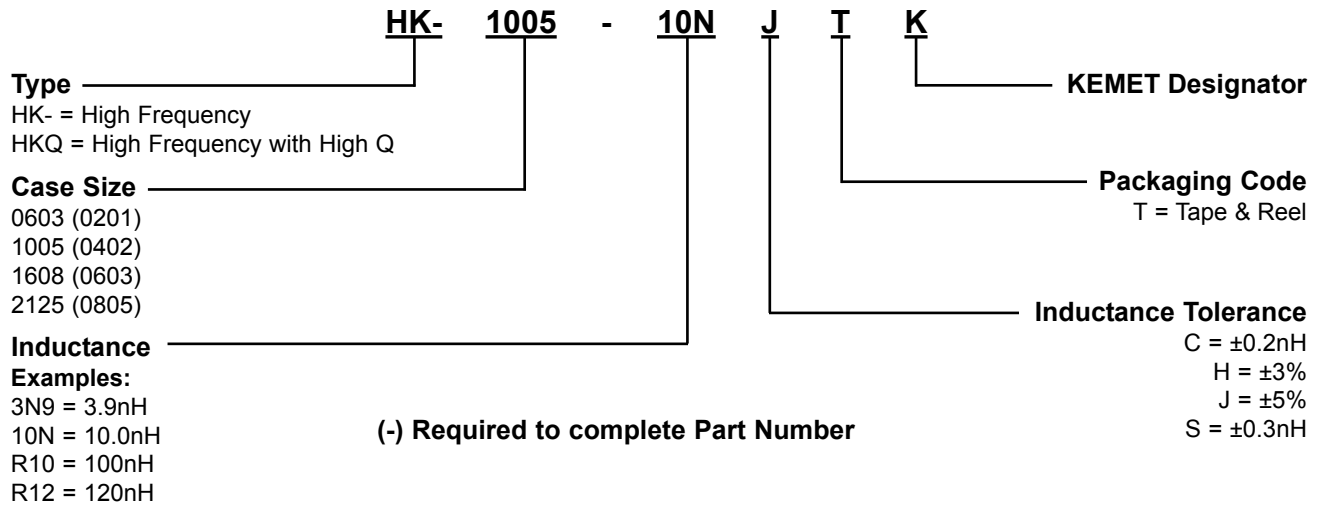 HK- 1005 - 10N J T K
Type
HK- = High Frequency
HKQ = High Frequency with High Q
Case Size
0603 (0201)
1005 (0402)
1608 (0603)
2125 (0805)
Inductance
Examples:
3N9 = 3.9nH
10N = 10.0nH
R10 = 100nH
R12 = 120nH
(-) Required to complete Part Number
KEMET Designator
Packaging Code
T = Tape & Reel
Inductance Tolerance
C = ±0.2nH
H = ±3%
J = ±5%
S = ±0.3nH